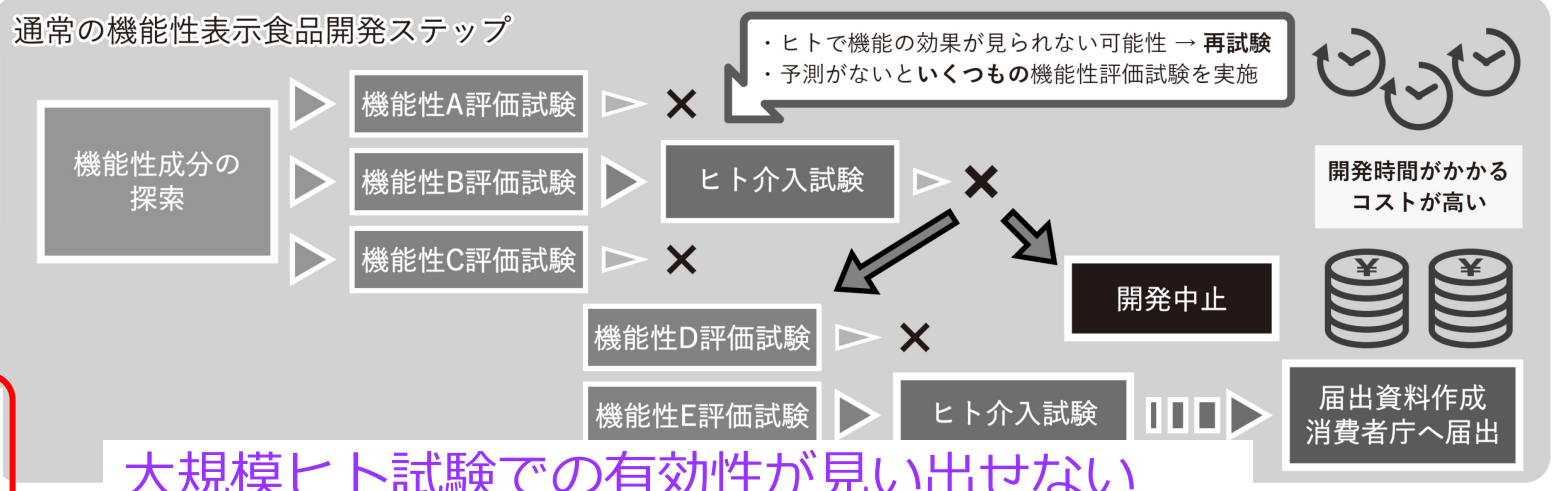 通常の機能性表示食品開発ステップ
・ヒトで機能の効果が見られない可能性 → 再試験
・予測がないといくつもの機能性評価試験を実施
機能性成分の
探索
機能性A評価試験
×
機能性B評価試験
ヒト介入試験
×
機能性C評価試験
×
開発時間がかかる
コストが高い
¥
¥
開発中止
機能性D評価試験
×
機能性E評価試験
ヒト介入試験
届出資料作成
消費者庁へ届出
大規模ヒト試験での有効性が見い出せない